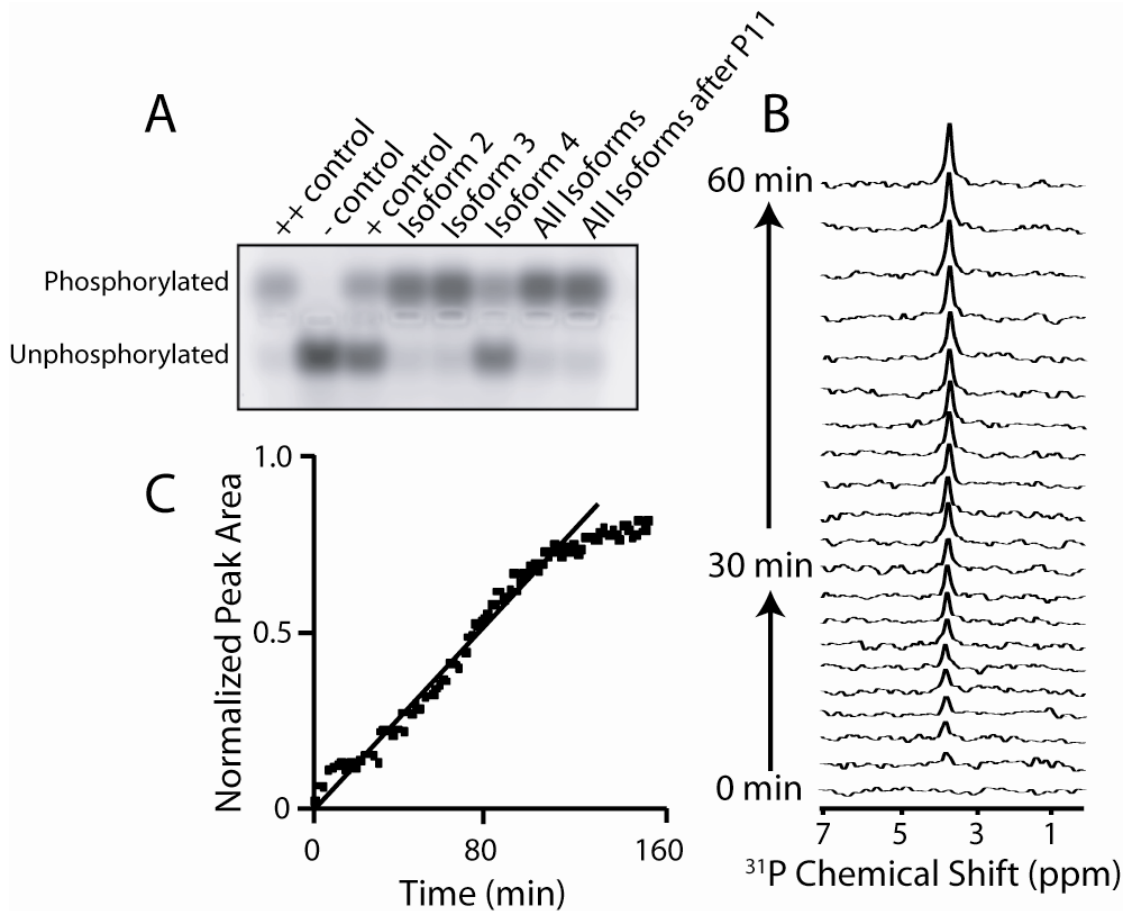 A
++ control
- control
+ control
Isoform 2
Isoform 3
Isoform 4
All Isoforms
All Isoforms after P11
Phosphorylated
Unphosphorylated
B
60 min
30 min
0 min
7 5 3 1
31P Chemical Shift (ppm)
C
Normalized Peak Area
1.0
0.5
0
0 80 160
Time (min)